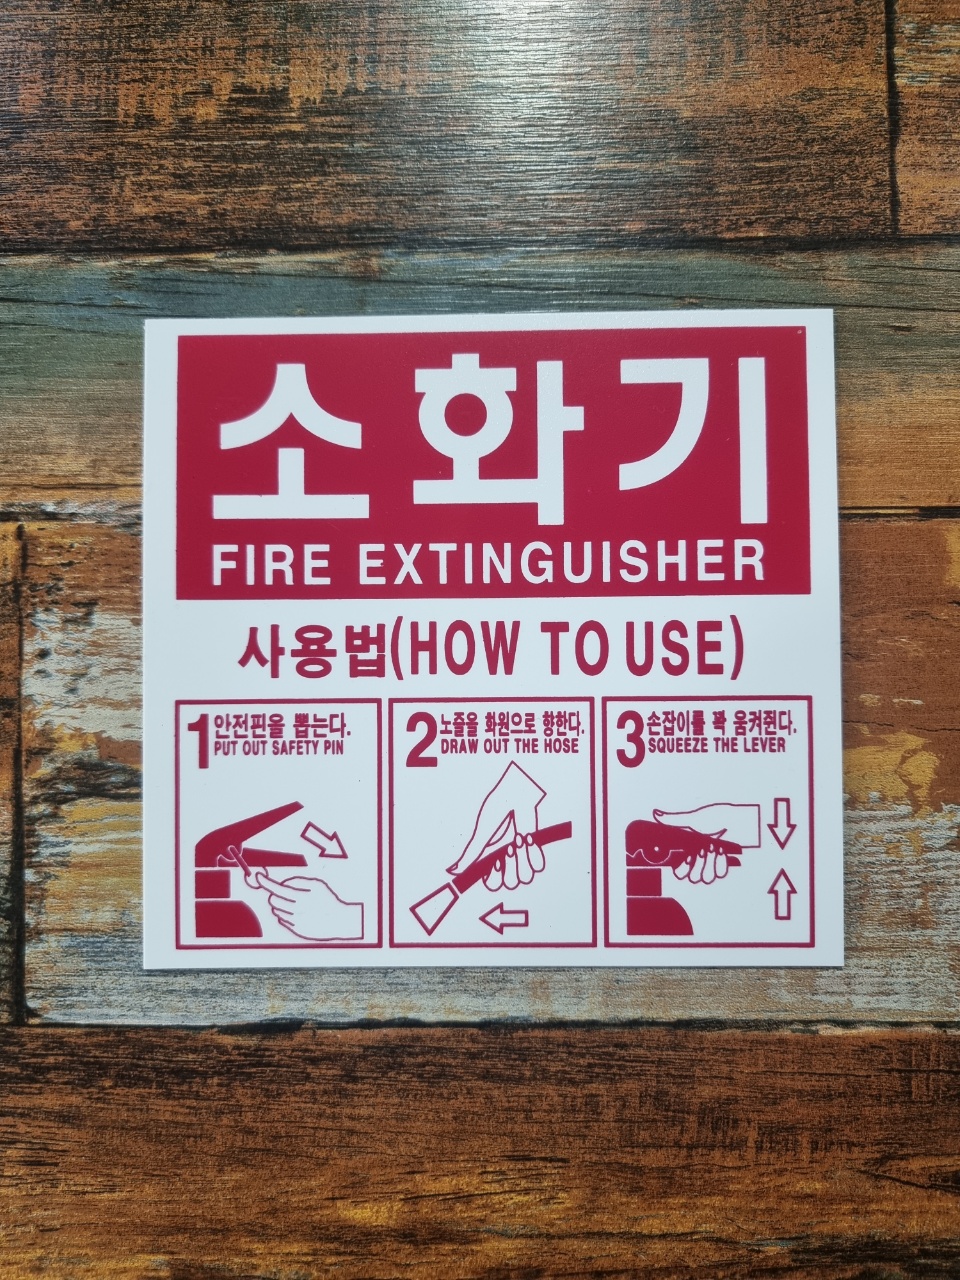 소화기
FIRE EXTINGUISHER
사용법(HOW TO USE)
1 안전핀을 뽑는다.
PUT OUT SAFETY PIN
2 노즐을 화원으로 향한다.
DRAW OUT THE HOSE
3 손잡이를 꽉 움켜쥔다.
SQUEEZE THE LEVER